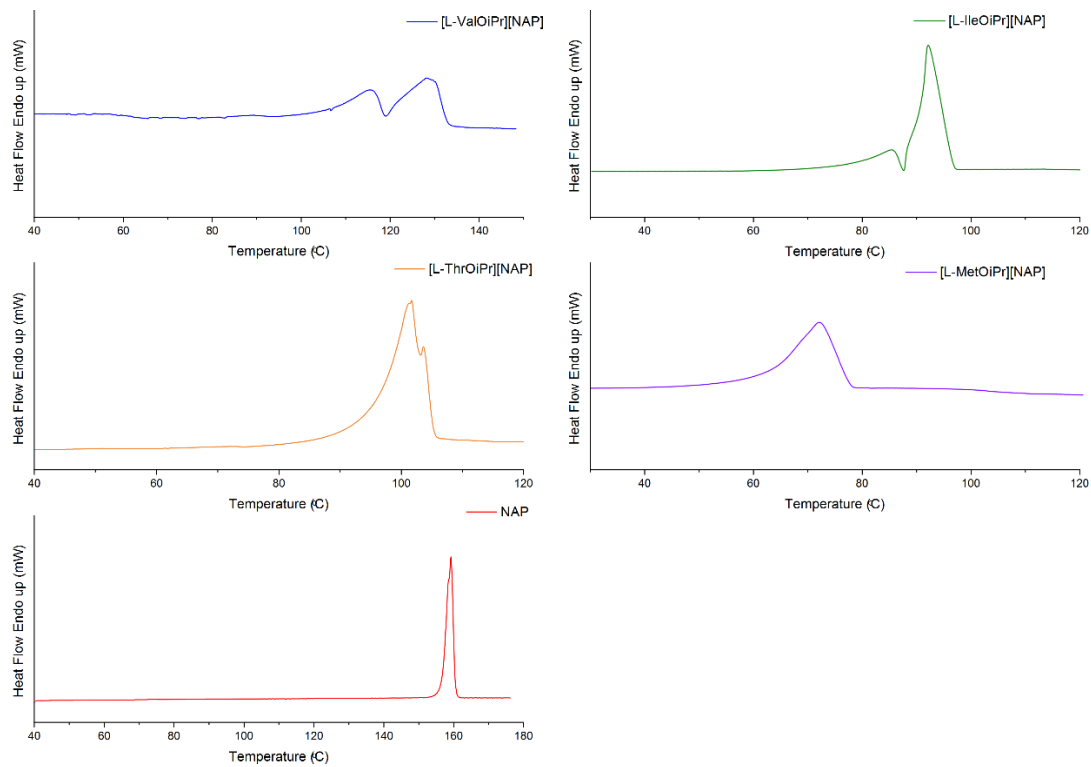 [L-ValOiPr][NAP]
Heat Flow Endo up (mW)
40 60 80 100 120 140
Temperature (°C)
[L-IleOiPr][NAP]
Heat Flow Endo up (mW)
40 60 80 100 120
Temperature (°C)
[L-ThrOiPr][NAP]
Heat Flow Endo up (mW)
40 60 80 100 120
Temperature (°C)
[L-MetOiPr][NAP]
Heat Flow Endo up (mW)
40 60 80 100 120
Temperature (°C)
NAP
Heat Flow Endo up (mW)
40 60 80 100 120 140 160 180
Temperature (°C)